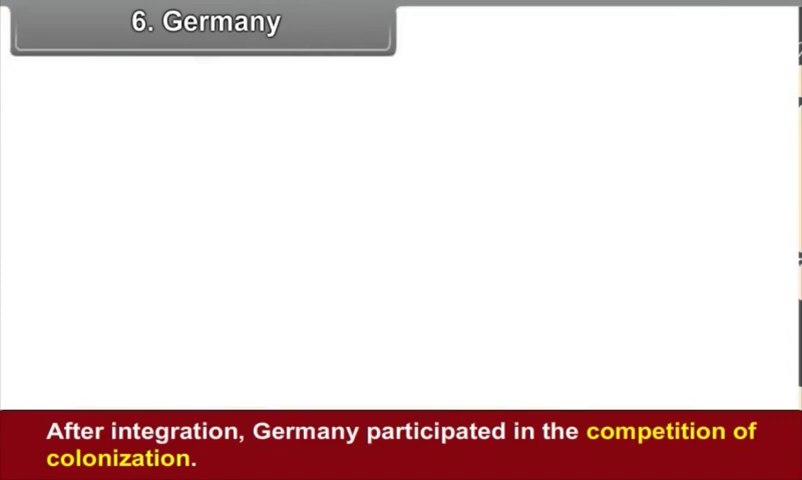 6. Germany
After integration, Germany participated in the competition of
colonization.